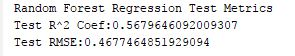 Random Forest Regression Test Metrics
Test R^2 Coef:0.5679646092009307
Test RMSE:0.4677464851929094